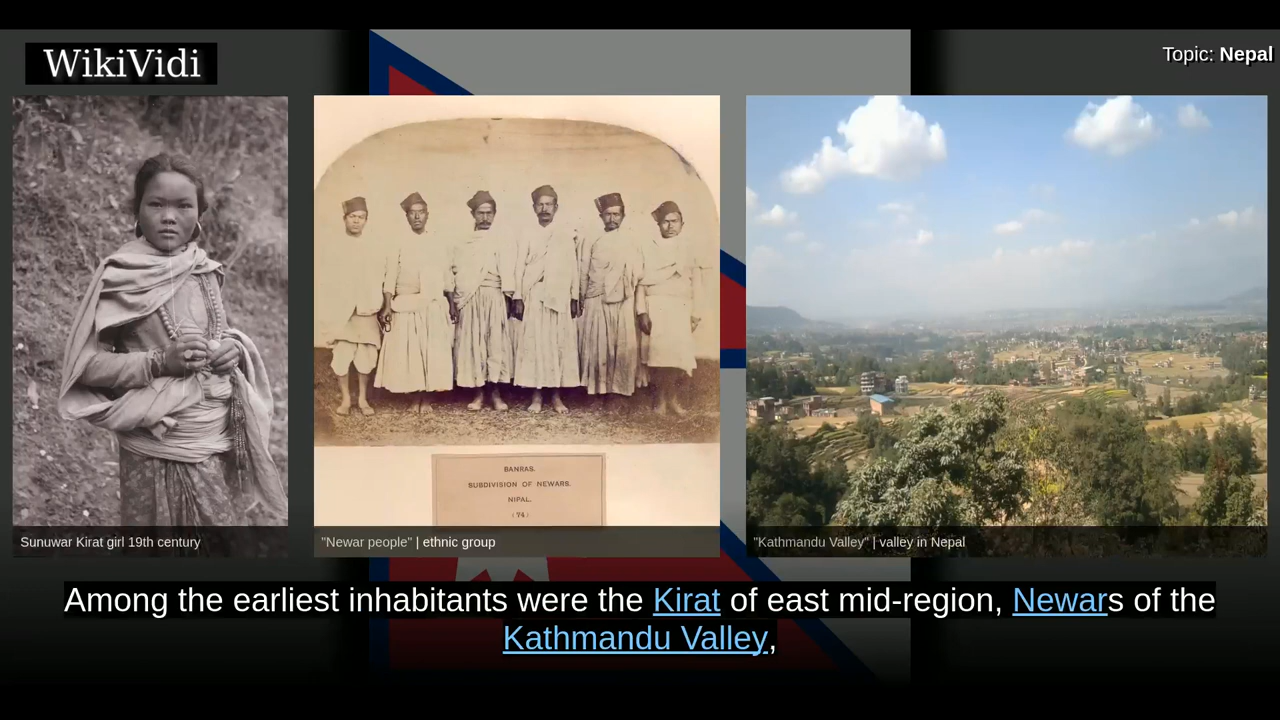 WikiVidi
Topic: Nepal
BANRAS.
SUBDIVISION OF NEWARS.
NIPAL.
(74)
Sunuwar Kirat girl 19th century
"Newar people" | ethnic group
"Kathmandu Valley" | valley in Nepal
Among the earliest inhabitants were the Kirat of east mid-region, Newars of the
Kathmandu Valley,